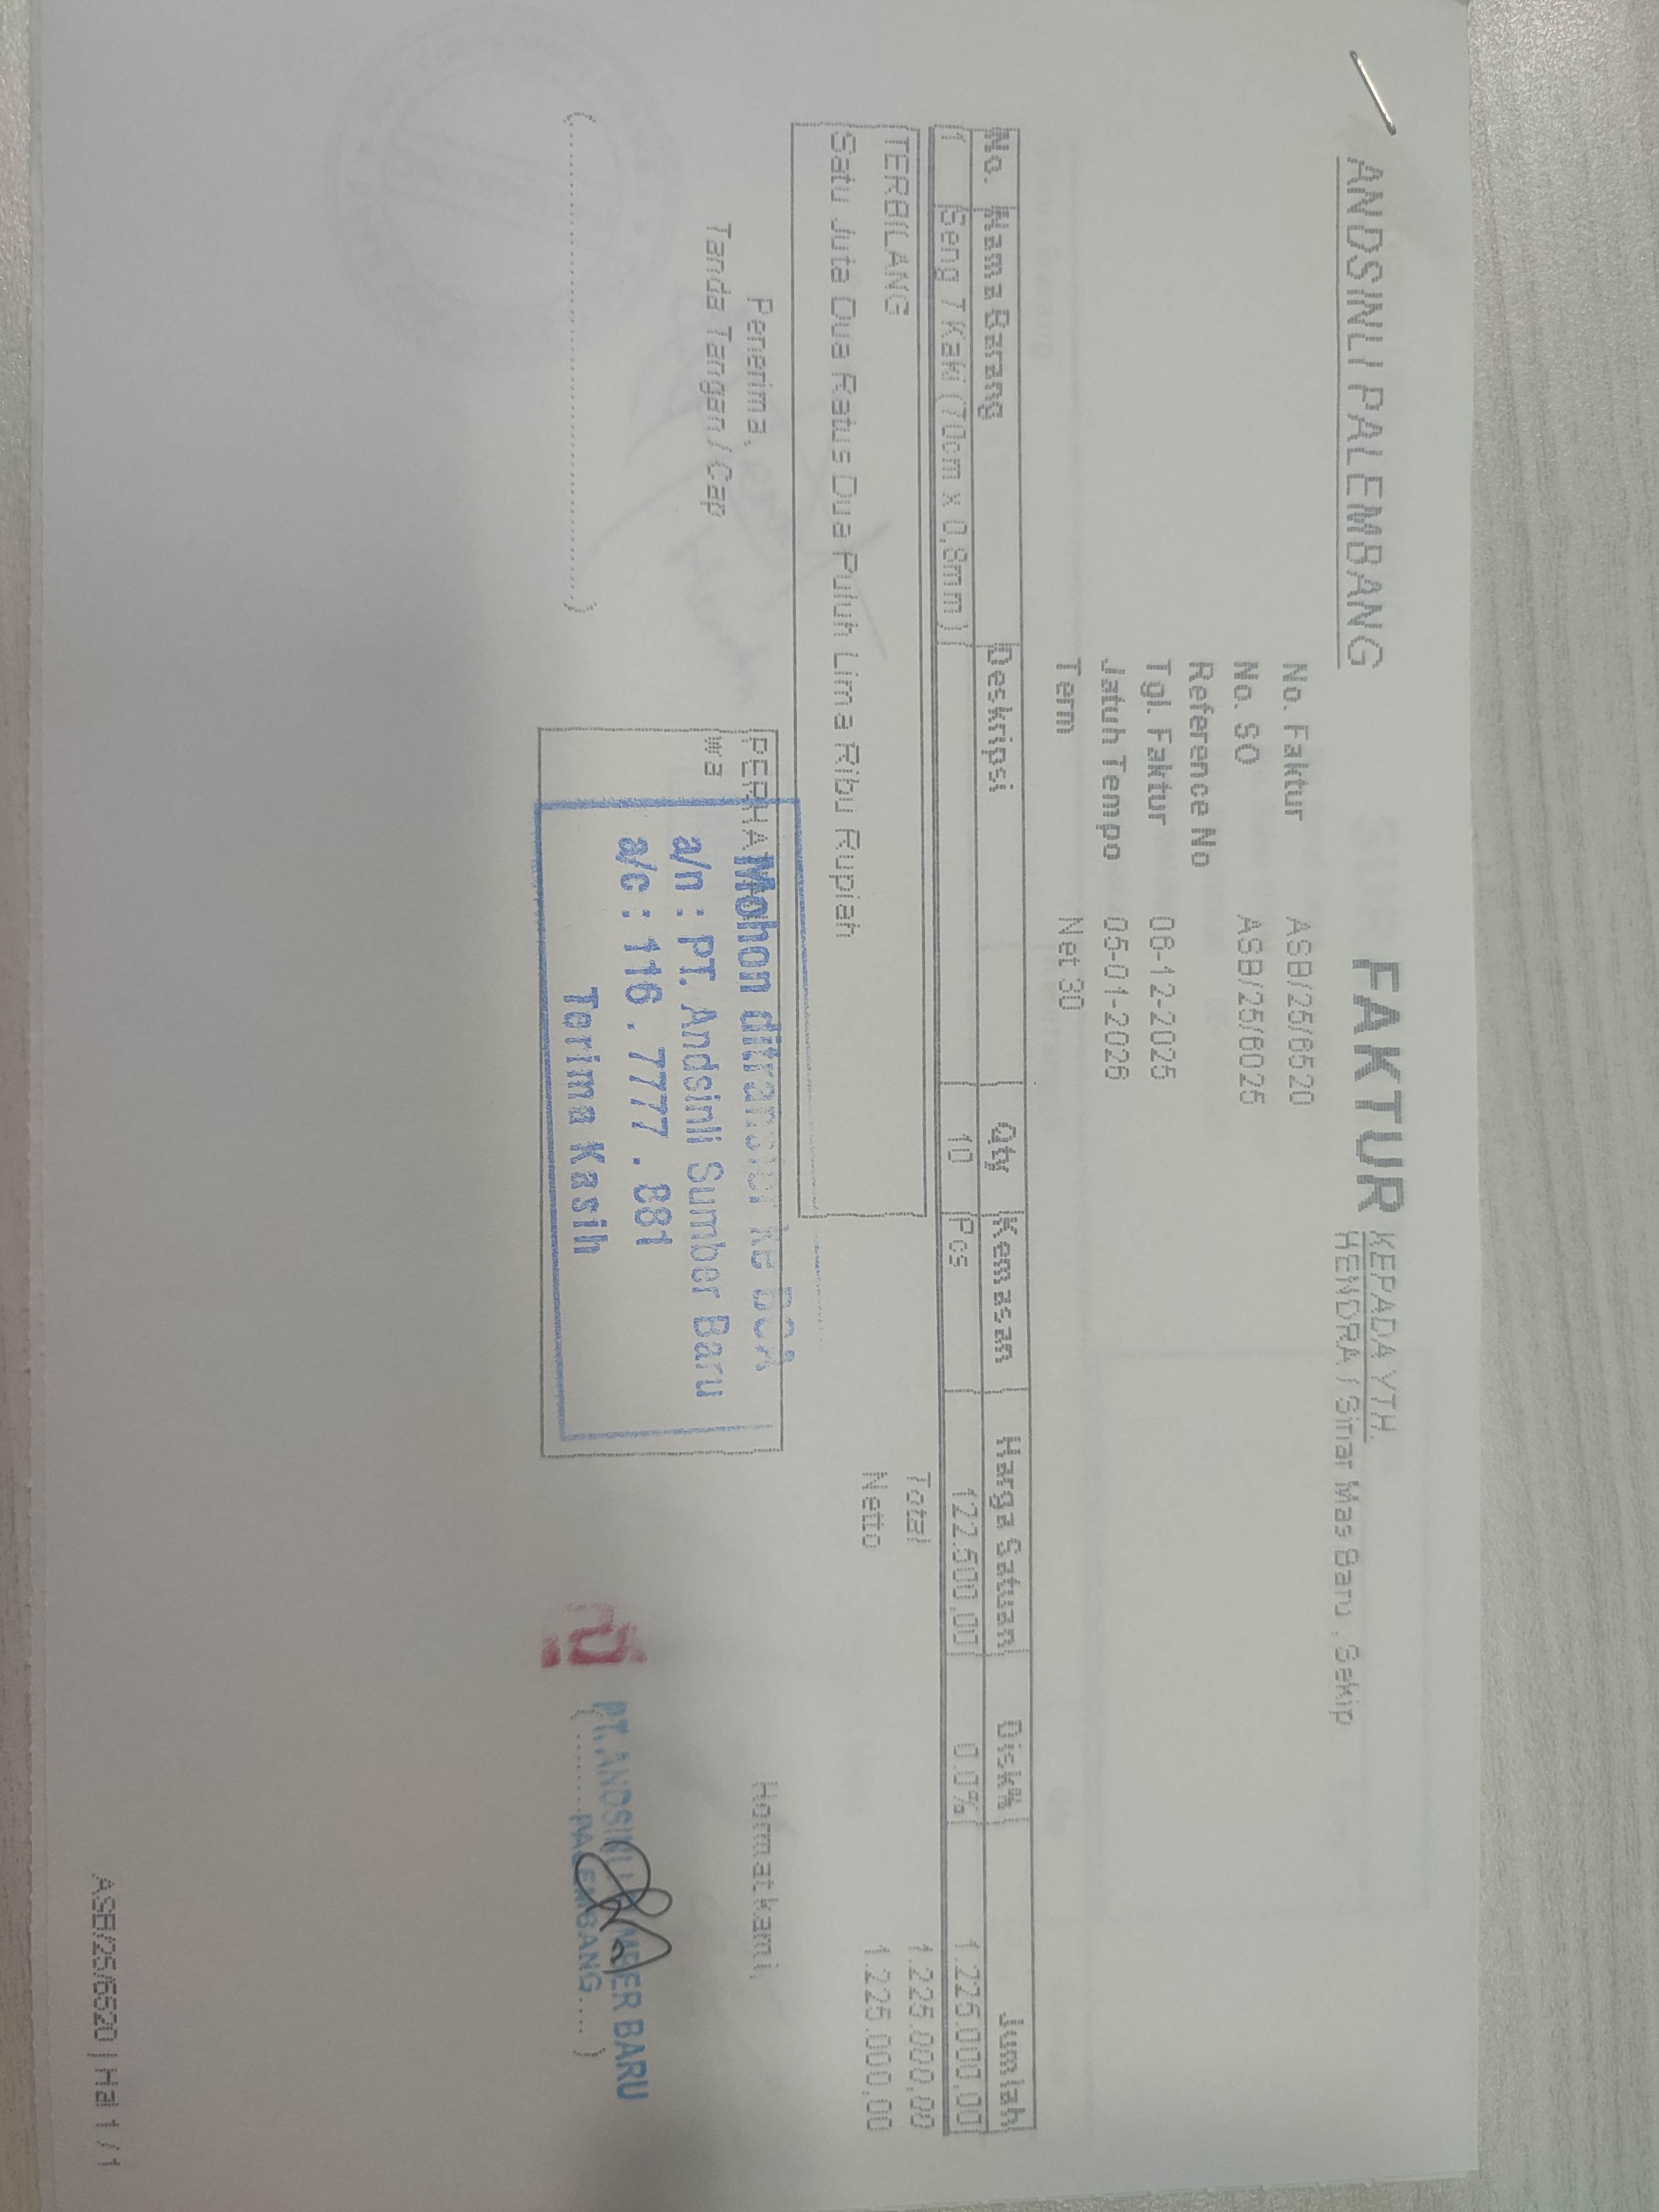 ANDSINLI PALEMBANG
FAKTUR
KEPADA YTH.
HENDRA / Sinar Mas Baru . Sekip
No. Faktur ASB/25/6520
No. SO ASB/25/6025
Reference No
Tgl. Faktur 06-12-2025
Jatuh Tempo 05-01-2026
Term Net 30
No. Nama Barang Deskripsi Qty Kemasan Harga Satuan Disk% Jumlah
1 Seng 7 Kaki (70cm x 0,8mm) 10 Pcs 122.500,00 0.0% 1.225.000,00
TERBILANG
Satu Juta Dua Ratus Dua Puluh Lima Ribu Rupiah
Total 1.225.000,00
Netto 1.225.000,00
Penerima,
Tanda Tangan / Cap
(..........)
wa
Mohon ditransfer ke BCA
a/n : PT. Andsinli Sumber Baru
a/c : 116 . 7777 . 881
Terima Kasih
Hormat kami,
PT. ANDSINLI SUMBER BARU
PALEMBANG
ASB/25/6520 | Hal 1 / 1